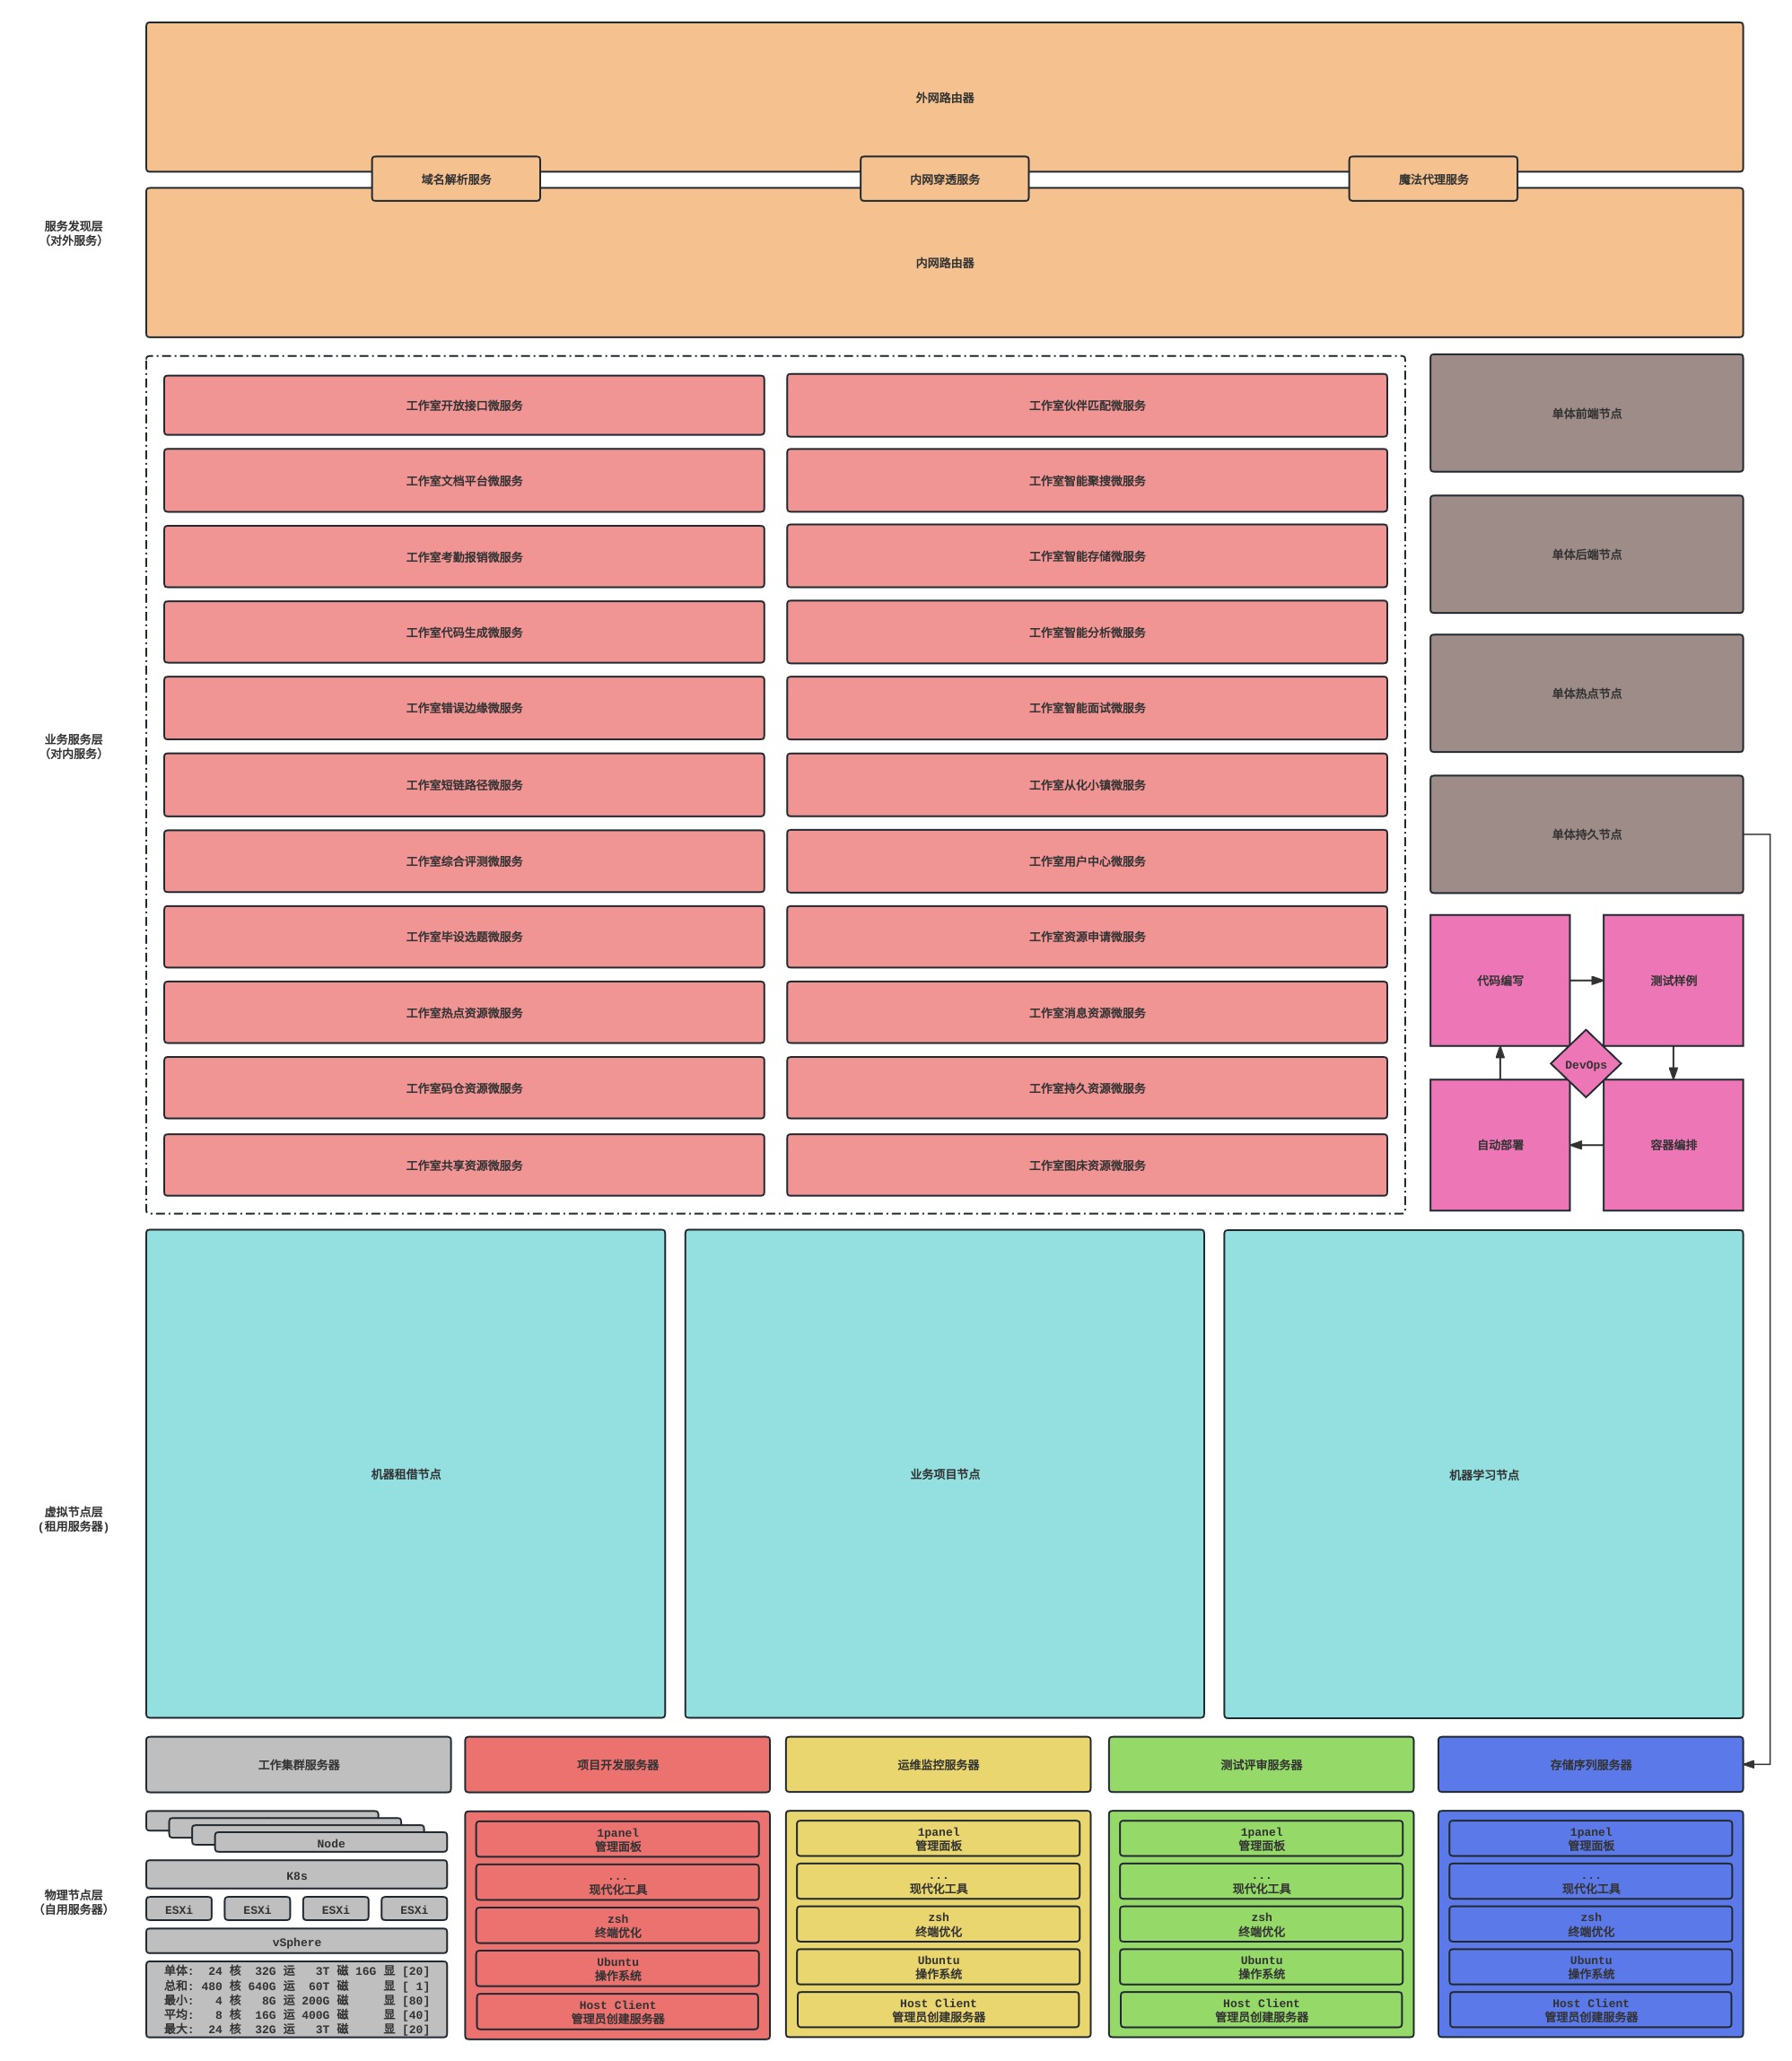 外网路由器
域名解析服务
内网穿透服务
魔法代理服务
服务发现层
（对外服务）
内网路由器
工作室开放接口微服务
工作室伙伴匹配微服务
单体前端节点
工作室文档平台微服务
工作室智能聚搜微服务
工作室考勤报销微服务
工作室智能存储微服务
单体后端节点
工作室代码生成微服务
工作室智能分析微服务
工作室错误边缘微服务
工作室智能面试微服务
单体热点节点
业务服务层
（对内服务）
工作室短链路径微服务
工作室从化小镇微服务
单体持久节点
工作室综合评测微服务
工作室用户中心微服务
工作室毕设选题微服务
工作室资源申请微服务
代码编写
测试样例
工作室热点资源微服务
工作室消息资源微服务
DevOps
工作室码仓资源微服务
工作室持久资源微服务
自动部署
容器编排
工作室共享资源微服务
工作室图床资源微服务
机器租借节点
业务项目节点
机器学习节点
虚拟节点层
(租用服务器)
工作集群服务器
项目开发服务器
运维监控服务器
测试评审服务器
存储序列服务器
物理节点层
（自用服务器）
Node
K8s
ESXi
ESXi
ESXi
ESXi
vSphere
单体:  24 核  32G 运   3T 磁 16G 显 [20]
总和: 480 核 640G 运  60T 磁     显 [ 1]
最小:   4 核   8G 运 200G 磁     显 [80]
平均:   8 核  16G 运 400G 磁     显 [40]
最大:  24 核  32G 运   3T 磁     显 [20]
1panel
管理面板
...
现代化工具
zsh
终端优化
Ubuntu
操作系统
Host Client
管理员创建服务器
1panel
管理面板
...
现代化工具
zsh
终端优化
Ubuntu
操作系统
Host Client
管理员创建服务器
1panel
管理面板
...
现代化工具
zsh
终端优化
Ubuntu
操作系统
Host Client
管理员创建服务器
1panel
管理面板
...
现代化工具
zsh
终端优化
Ubuntu
操作系统
Host Client
管理员创建服务器